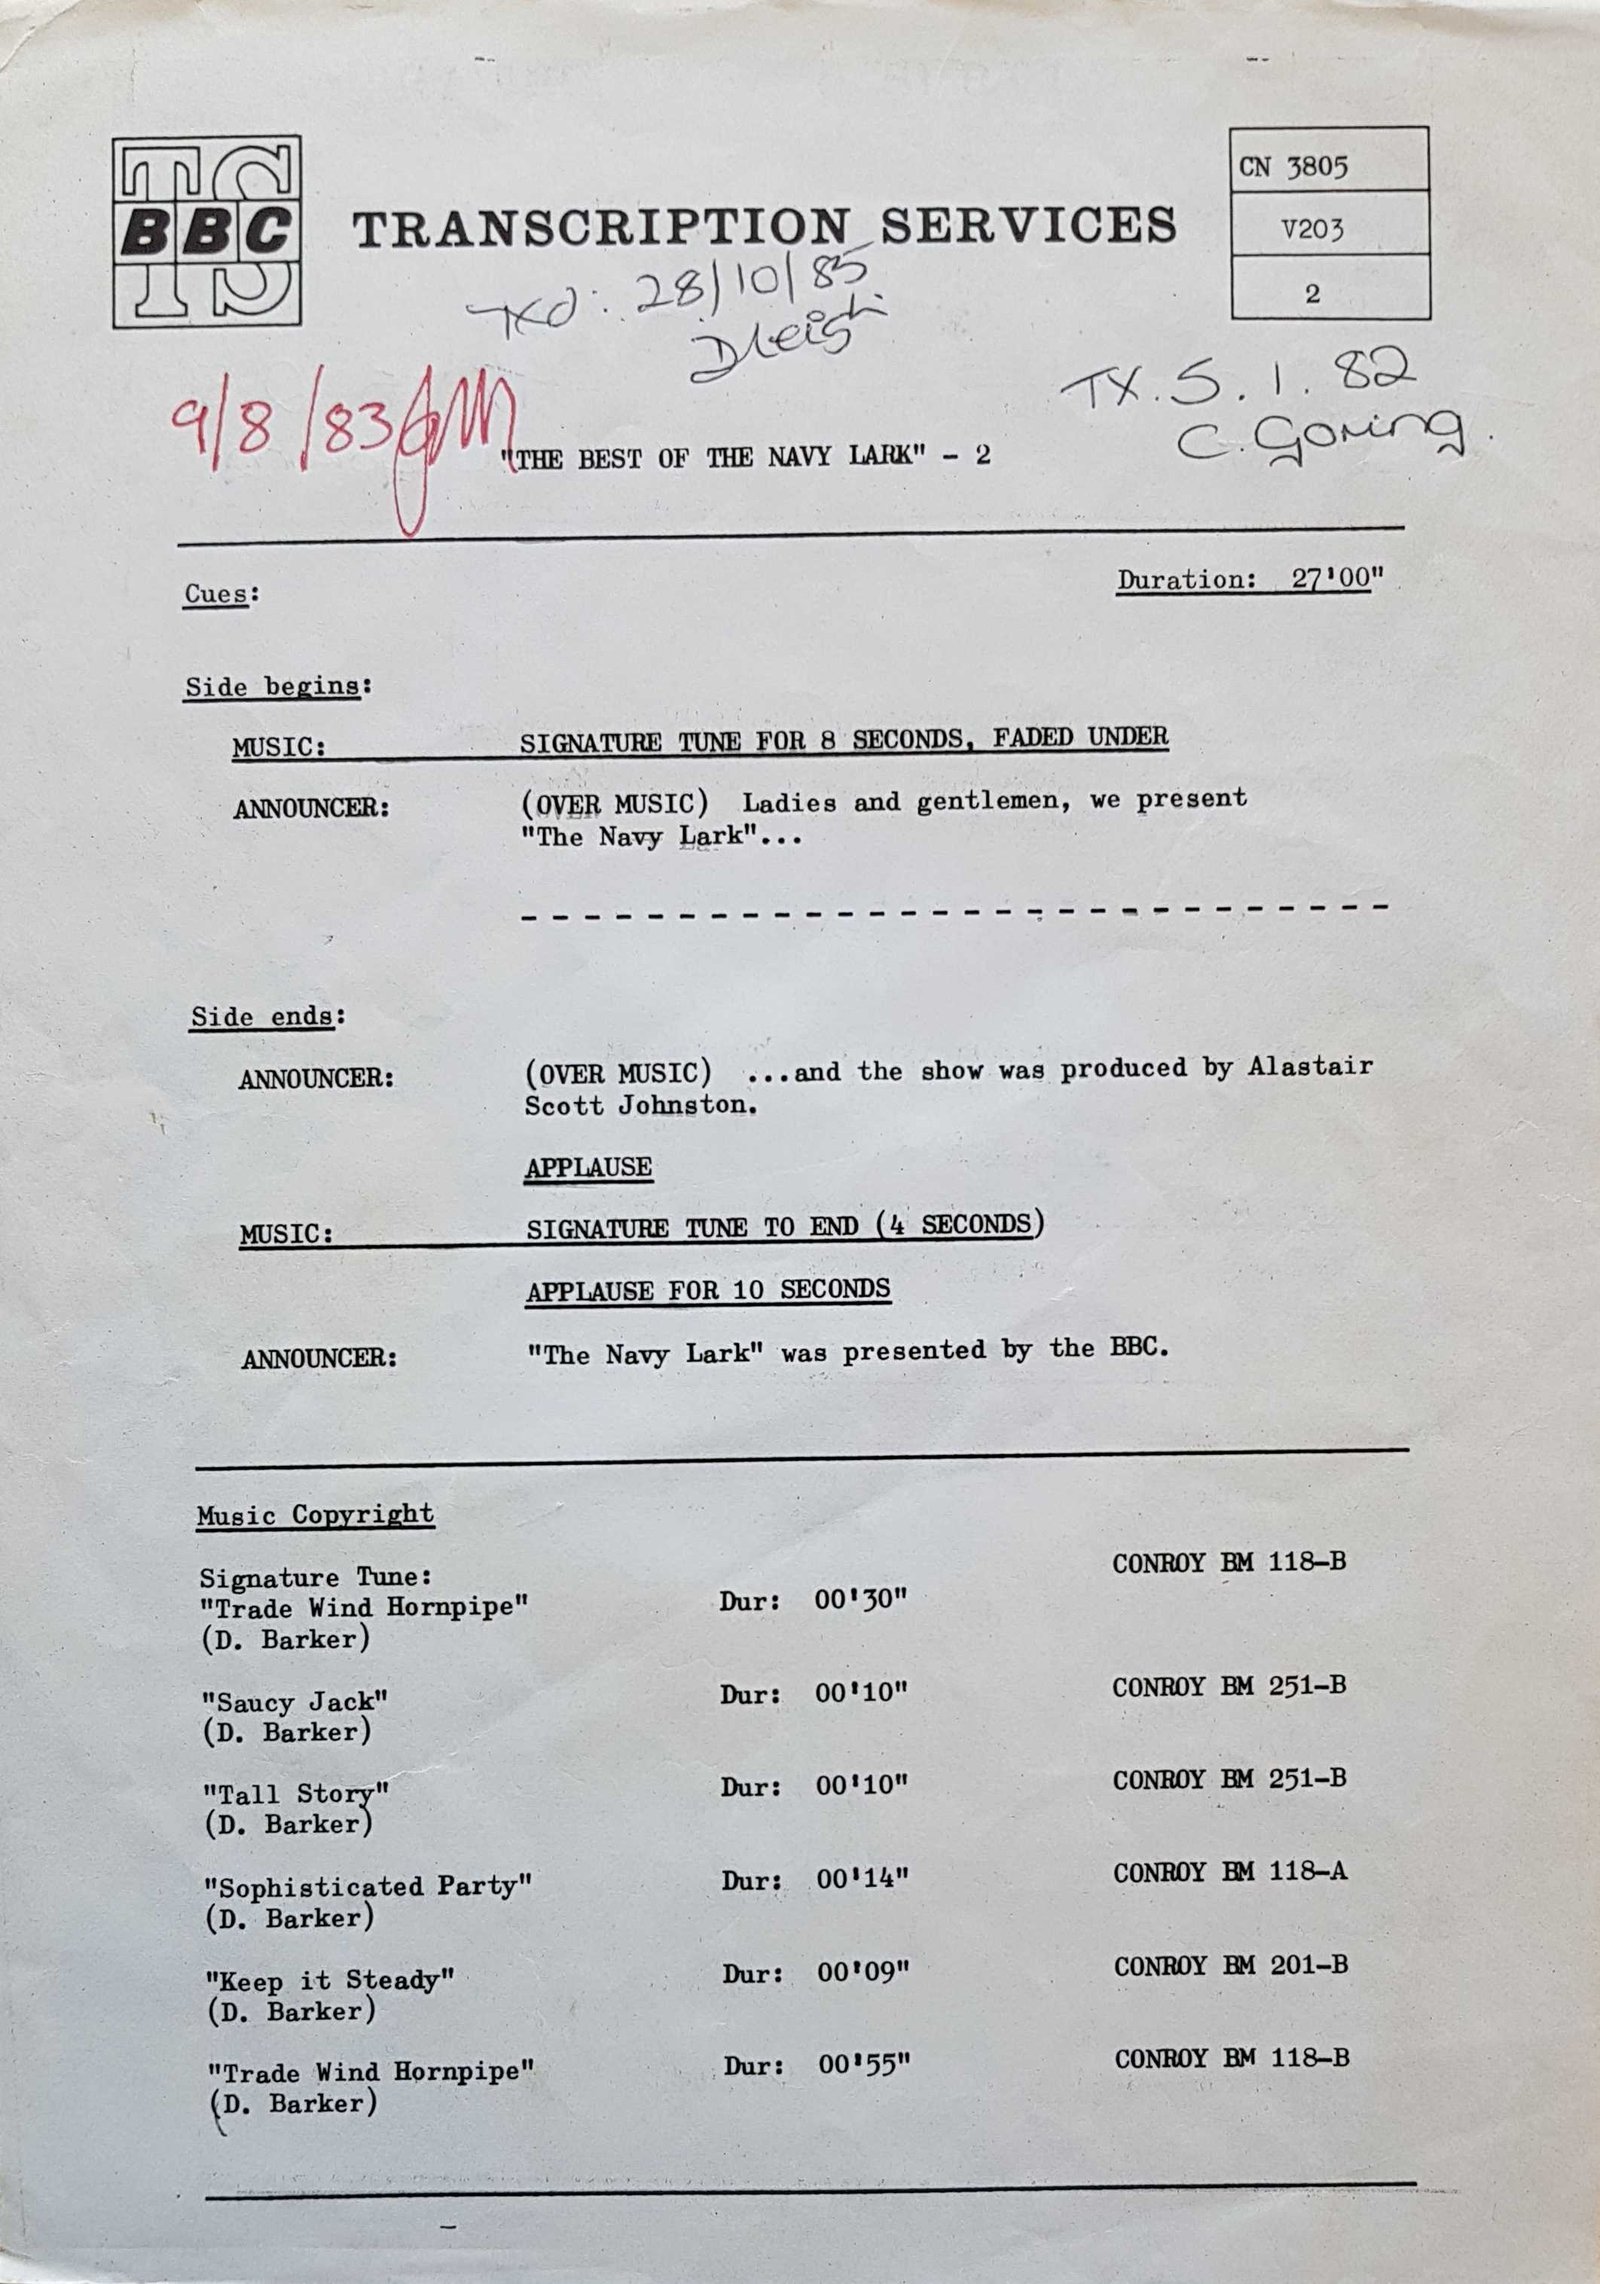 TS
BBC
TS
TRANSCRIPTION SERVICES
CN 3805
V203
2
TXd: 28/10/85
DLeigh
TX. 5. 1. 82
C. Goring.
9/8/83
"THE BEST OF THE NAVY LARK" - 2
Cues:
Duration: 27'00"
Side begins:
MUSIC: SIGNATURE TUNE FOR 8 SECONDS, FADED UNDER
ANNOUNCER: (OVER MUSIC) Ladies and gentlemen, we present
"The Navy Lark"...
Side ends:
ANNOUNCER: (OVER MUSIC) ...and the show was produced by Alastair
Scott Johnston.
APPLAUSE
MUSIC: SIGNATURE TUNE TO END (4 SECONDS)
APPLAUSE FOR 10 SECONDS
ANNOUNCER: "The Navy Lark" was presented by the BBC.
Music Copyright
Signature Tune: CONROY BM 118-B
"Trade Wind Hornpipe" Dur: 00'30"
(D. Barker)
"Saucy Jack" Dur: 00'10" CONROY BM 251-B
(D. Barker)
"Tall Story" Dur: 00'10" CONROY BM 251-B
(D. Barker)
"Sophisticated Party" Dur: 00'14" CONROY BM 118-A
(D. Barker)
"Keep it Steady" Dur: 00'09" CONROY BM 201-B
(D. Barker)
"Trade Wind Hornpipe" Dur: 00'55" CONROY BM 118-B
(D. Barker)